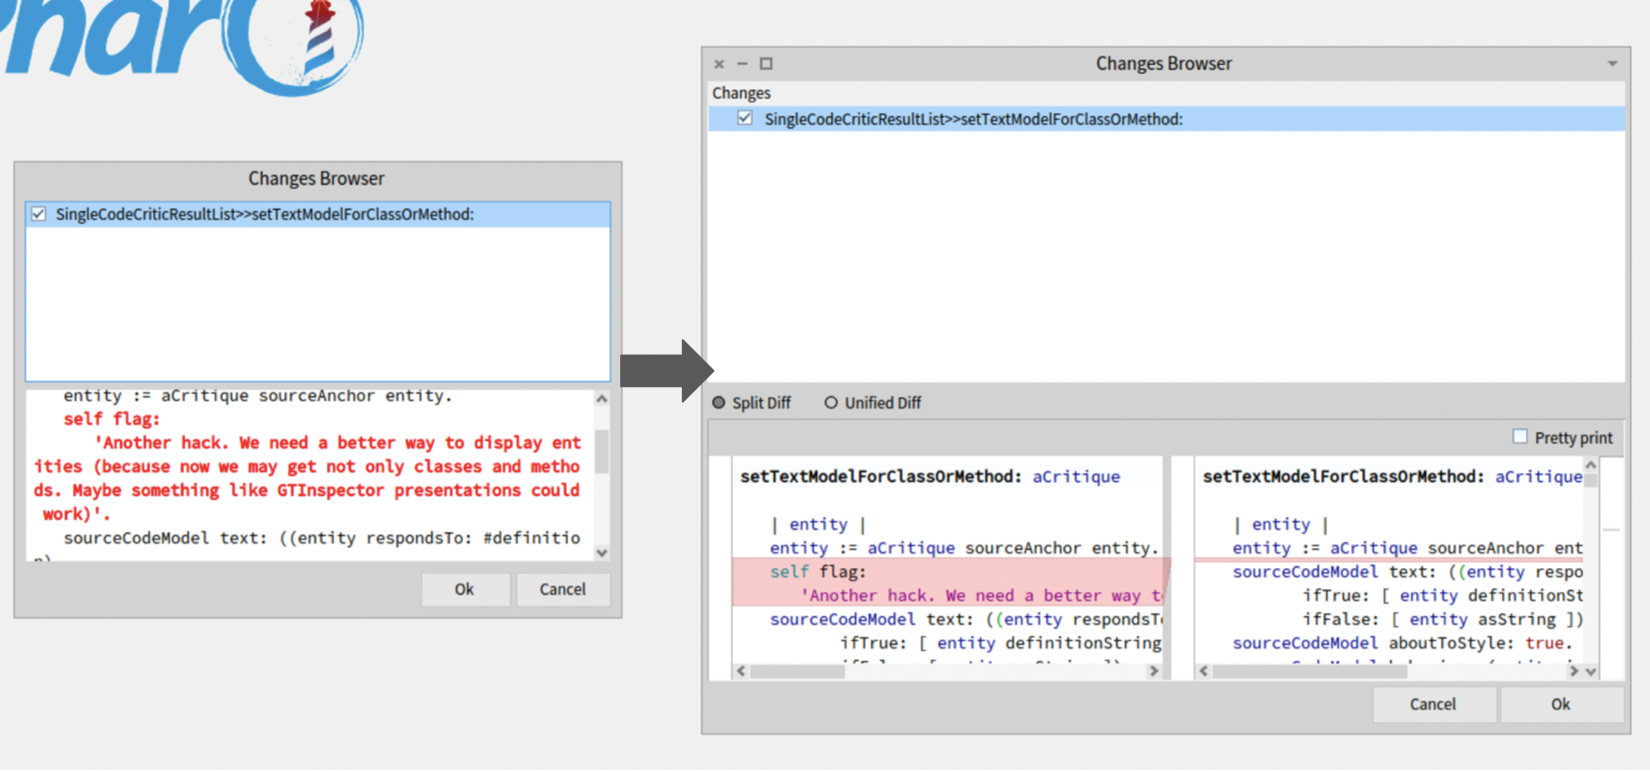 Changes Browser
SingleCodeCriticResultList>>setTextModelForClassOrMethod:
entity := aCritique sourceAnchor entity.
self flag:
'Another hack. We need a better way to display ent
ities (because now we may get not only classes and metho
ds. Maybe something like GTInspector presentations could
work)'.
sourceCodeModel text: ((entity respondsTo: #definitio
Ok
Cancel
Changes Browser
Changes
SingleCodeCriticResultList>>setTextModelForClassOrMethod:
Split Diff
Unified Diff
Pretty print
setTextModelForClassOrMethod: aCritique
| entity |
entity := aCritique sourceAnchor entity.
self flag:
'Another hack. We need a better way t
sourceCodeModel text: ((entity respondsT
ifTrue: [ entity definitionString
setTextModelForClassOrMethod: aCritique
| entity |
entity := aCritique sourceAnchor ent
sourceCodeModel text: ((entity respo
ifTrue: [ entity definitionSt
ifFalse: [ entity asString ])
sourceCodeModel aboutToStyle: true.
Cancel
Ok